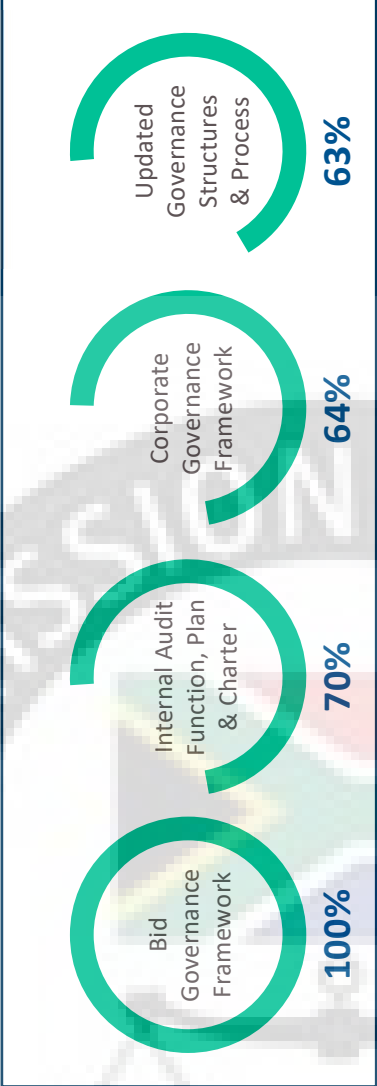 Bid
Governance
Framework
100%
Internal Audit
Function, Plan
& Charter
70%
Corporate
Governance
Framework
64%
Updated
Governance
Structures
& Process
63%
SSION